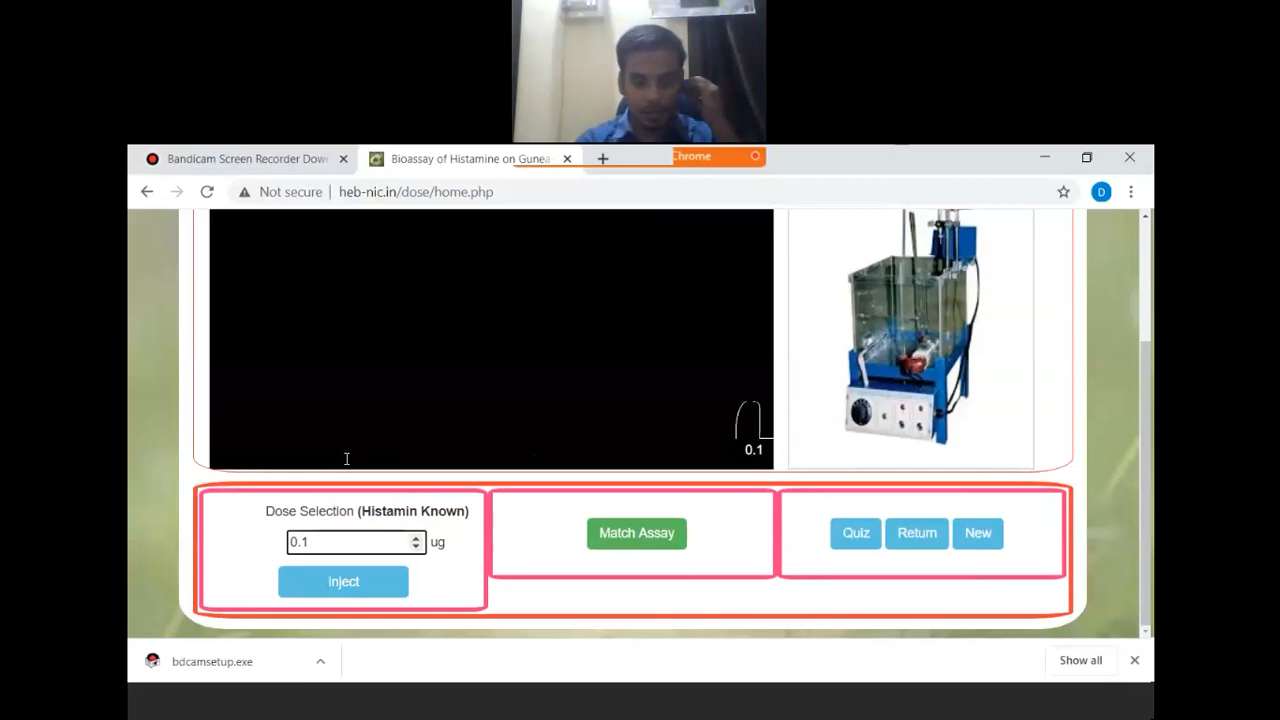 Bandicam Screen Recorder Dow
Bioassay of Histamine on Gunea
Chrome
Not secure | heb-nic.in/dose/home.php
D
0.1
Dose Selection (Histamin Known)
0.1 ug
Inject
Match Assay
Quiz Return New
bdcamsetup.exe
Show all